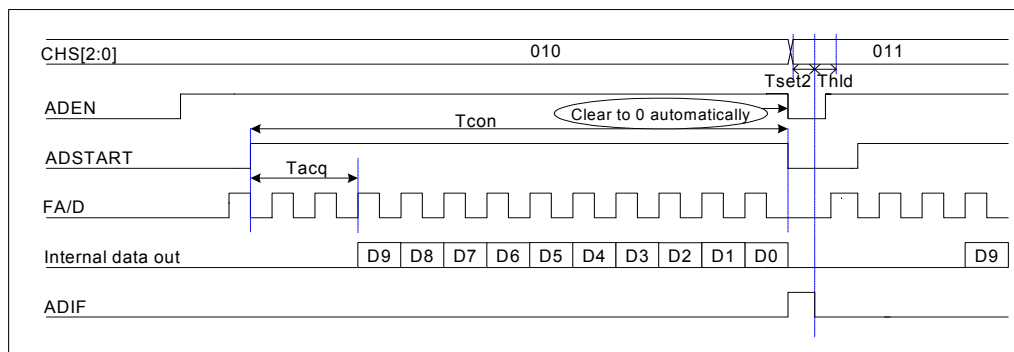 CHS[2:0] 010 011
Tset2 Thld
ADEN
Clear to 0 automatically
Tcon
ADSTART
Tacq
FA/D
Internal data out D9 D8 D7 D6 D5 D4 D3 D2 D1 D0 D9
ADIF